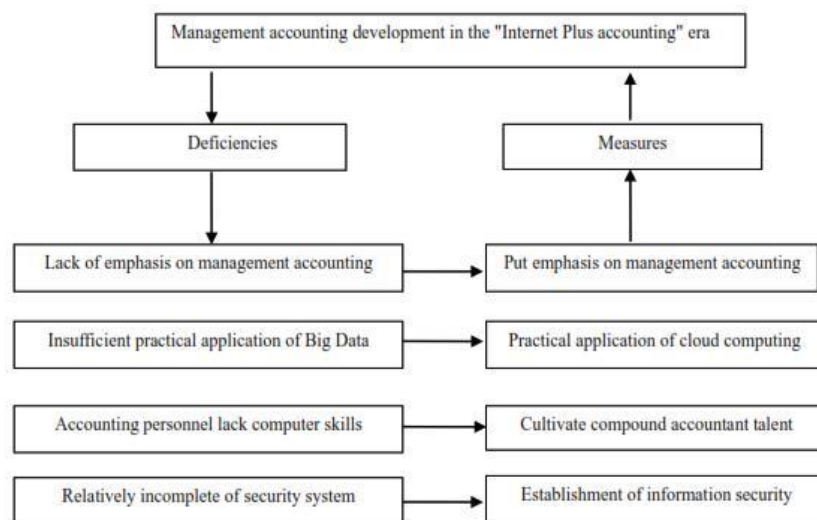 Management accounting development in the "Internet Plus accounting" era
Deficiencies
Measures
Lack of emphasis on management accounting
Put emphasis on management accounting
Insufficient practical application of Big Data
Practical application of cloud computing
Accounting personnel lack computer skills
Cultivate compound accountant talent
Relatively incomplete of security system
Establishment of information security